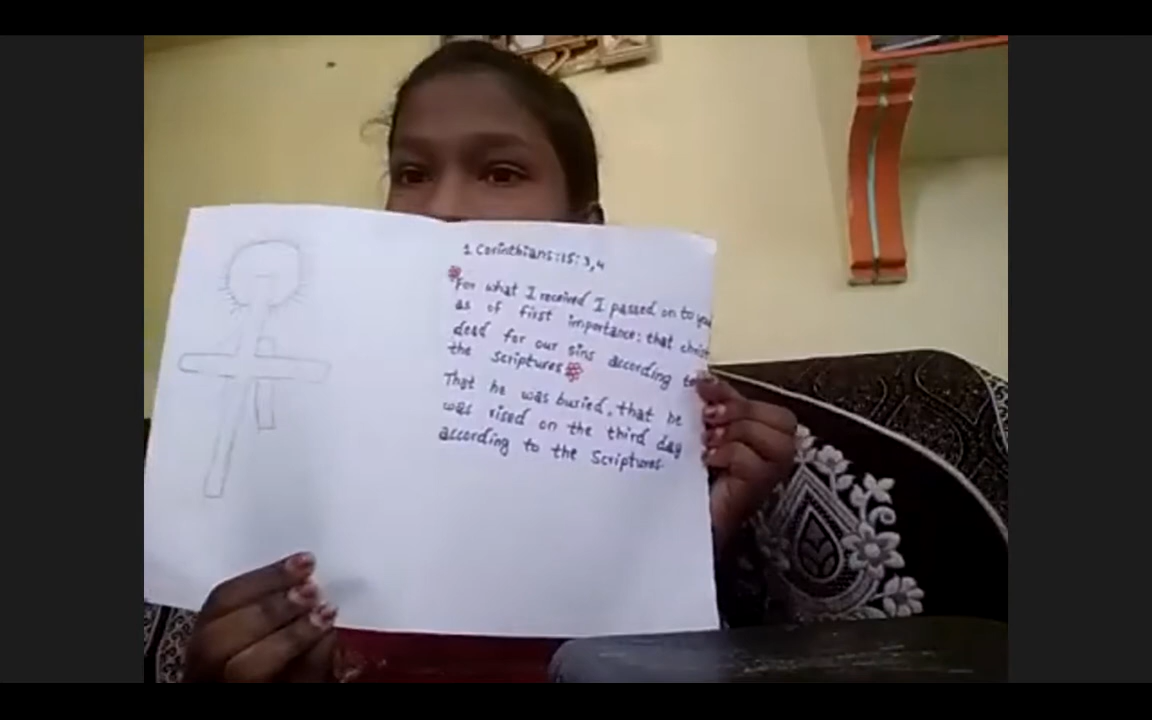 1 Corinthians:15:3,4
For what I received I passed on to you
as of first importance: that christ
dead for our sins according to
the scriptures
That he was buried, that he
was rised on the third day
according to the Scriptures.